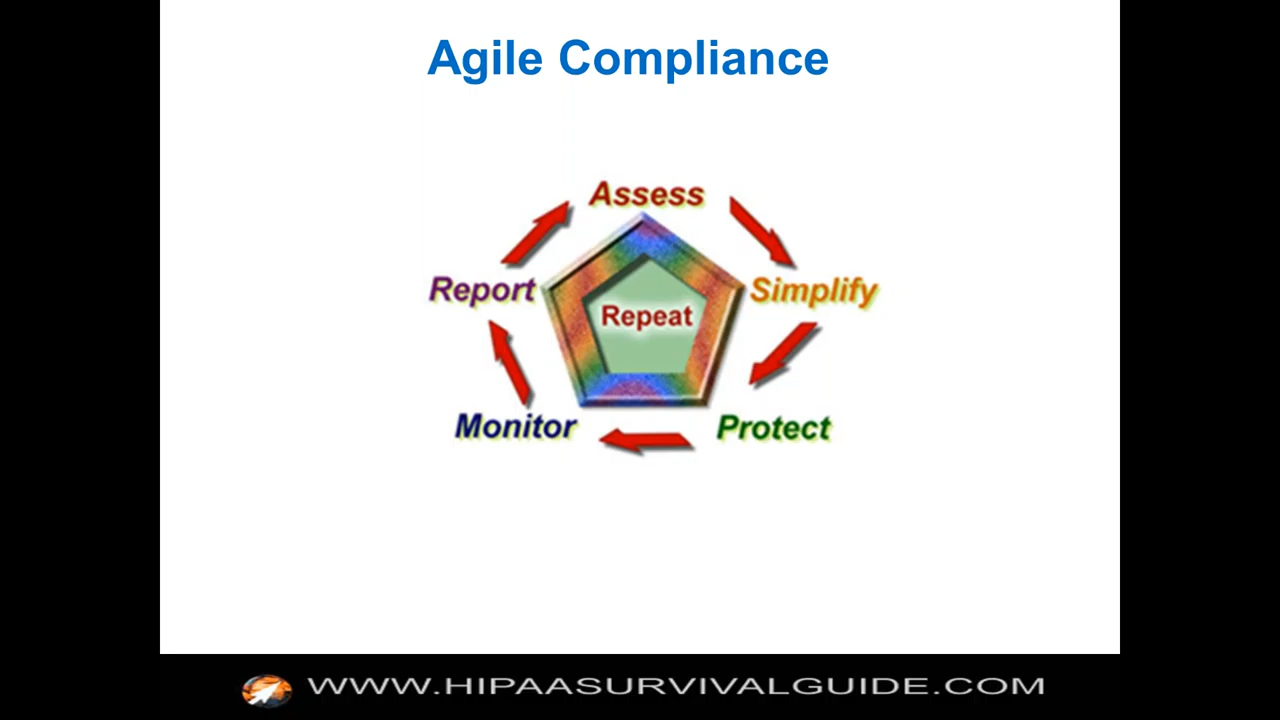 Agile Compliance
Assess
Report
Simplify
Repeat
Monitor
Protect
WWW.HIPAASURVIVALGUIDE.COM